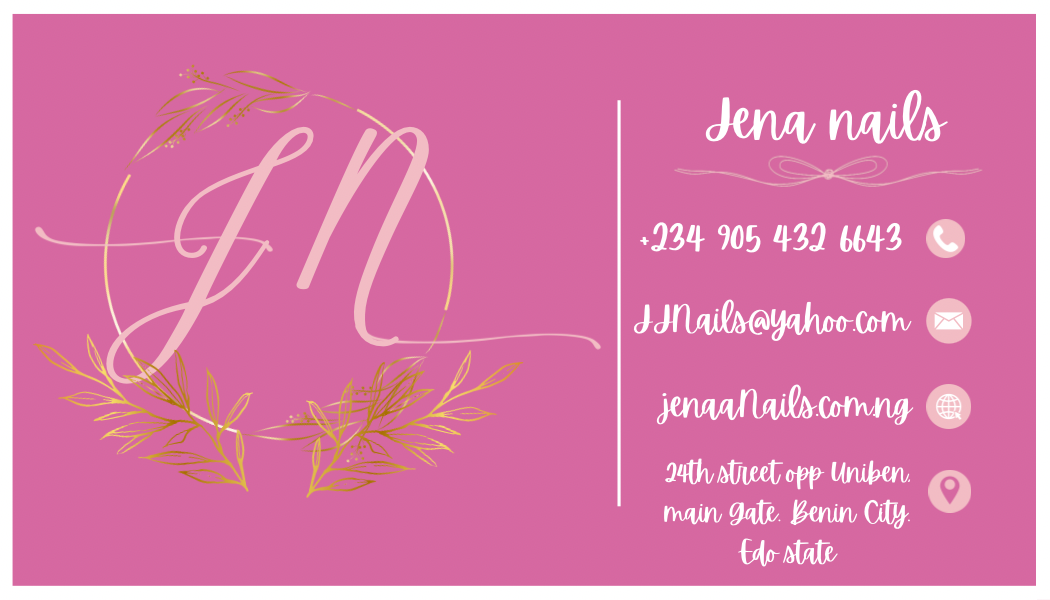 JN
Jena nails
+234 905 432 6643
JJNails@yahoo.com
jenaaNails.com.ng
24th street opp Uniben.
main gate. Benin City.
Edo state